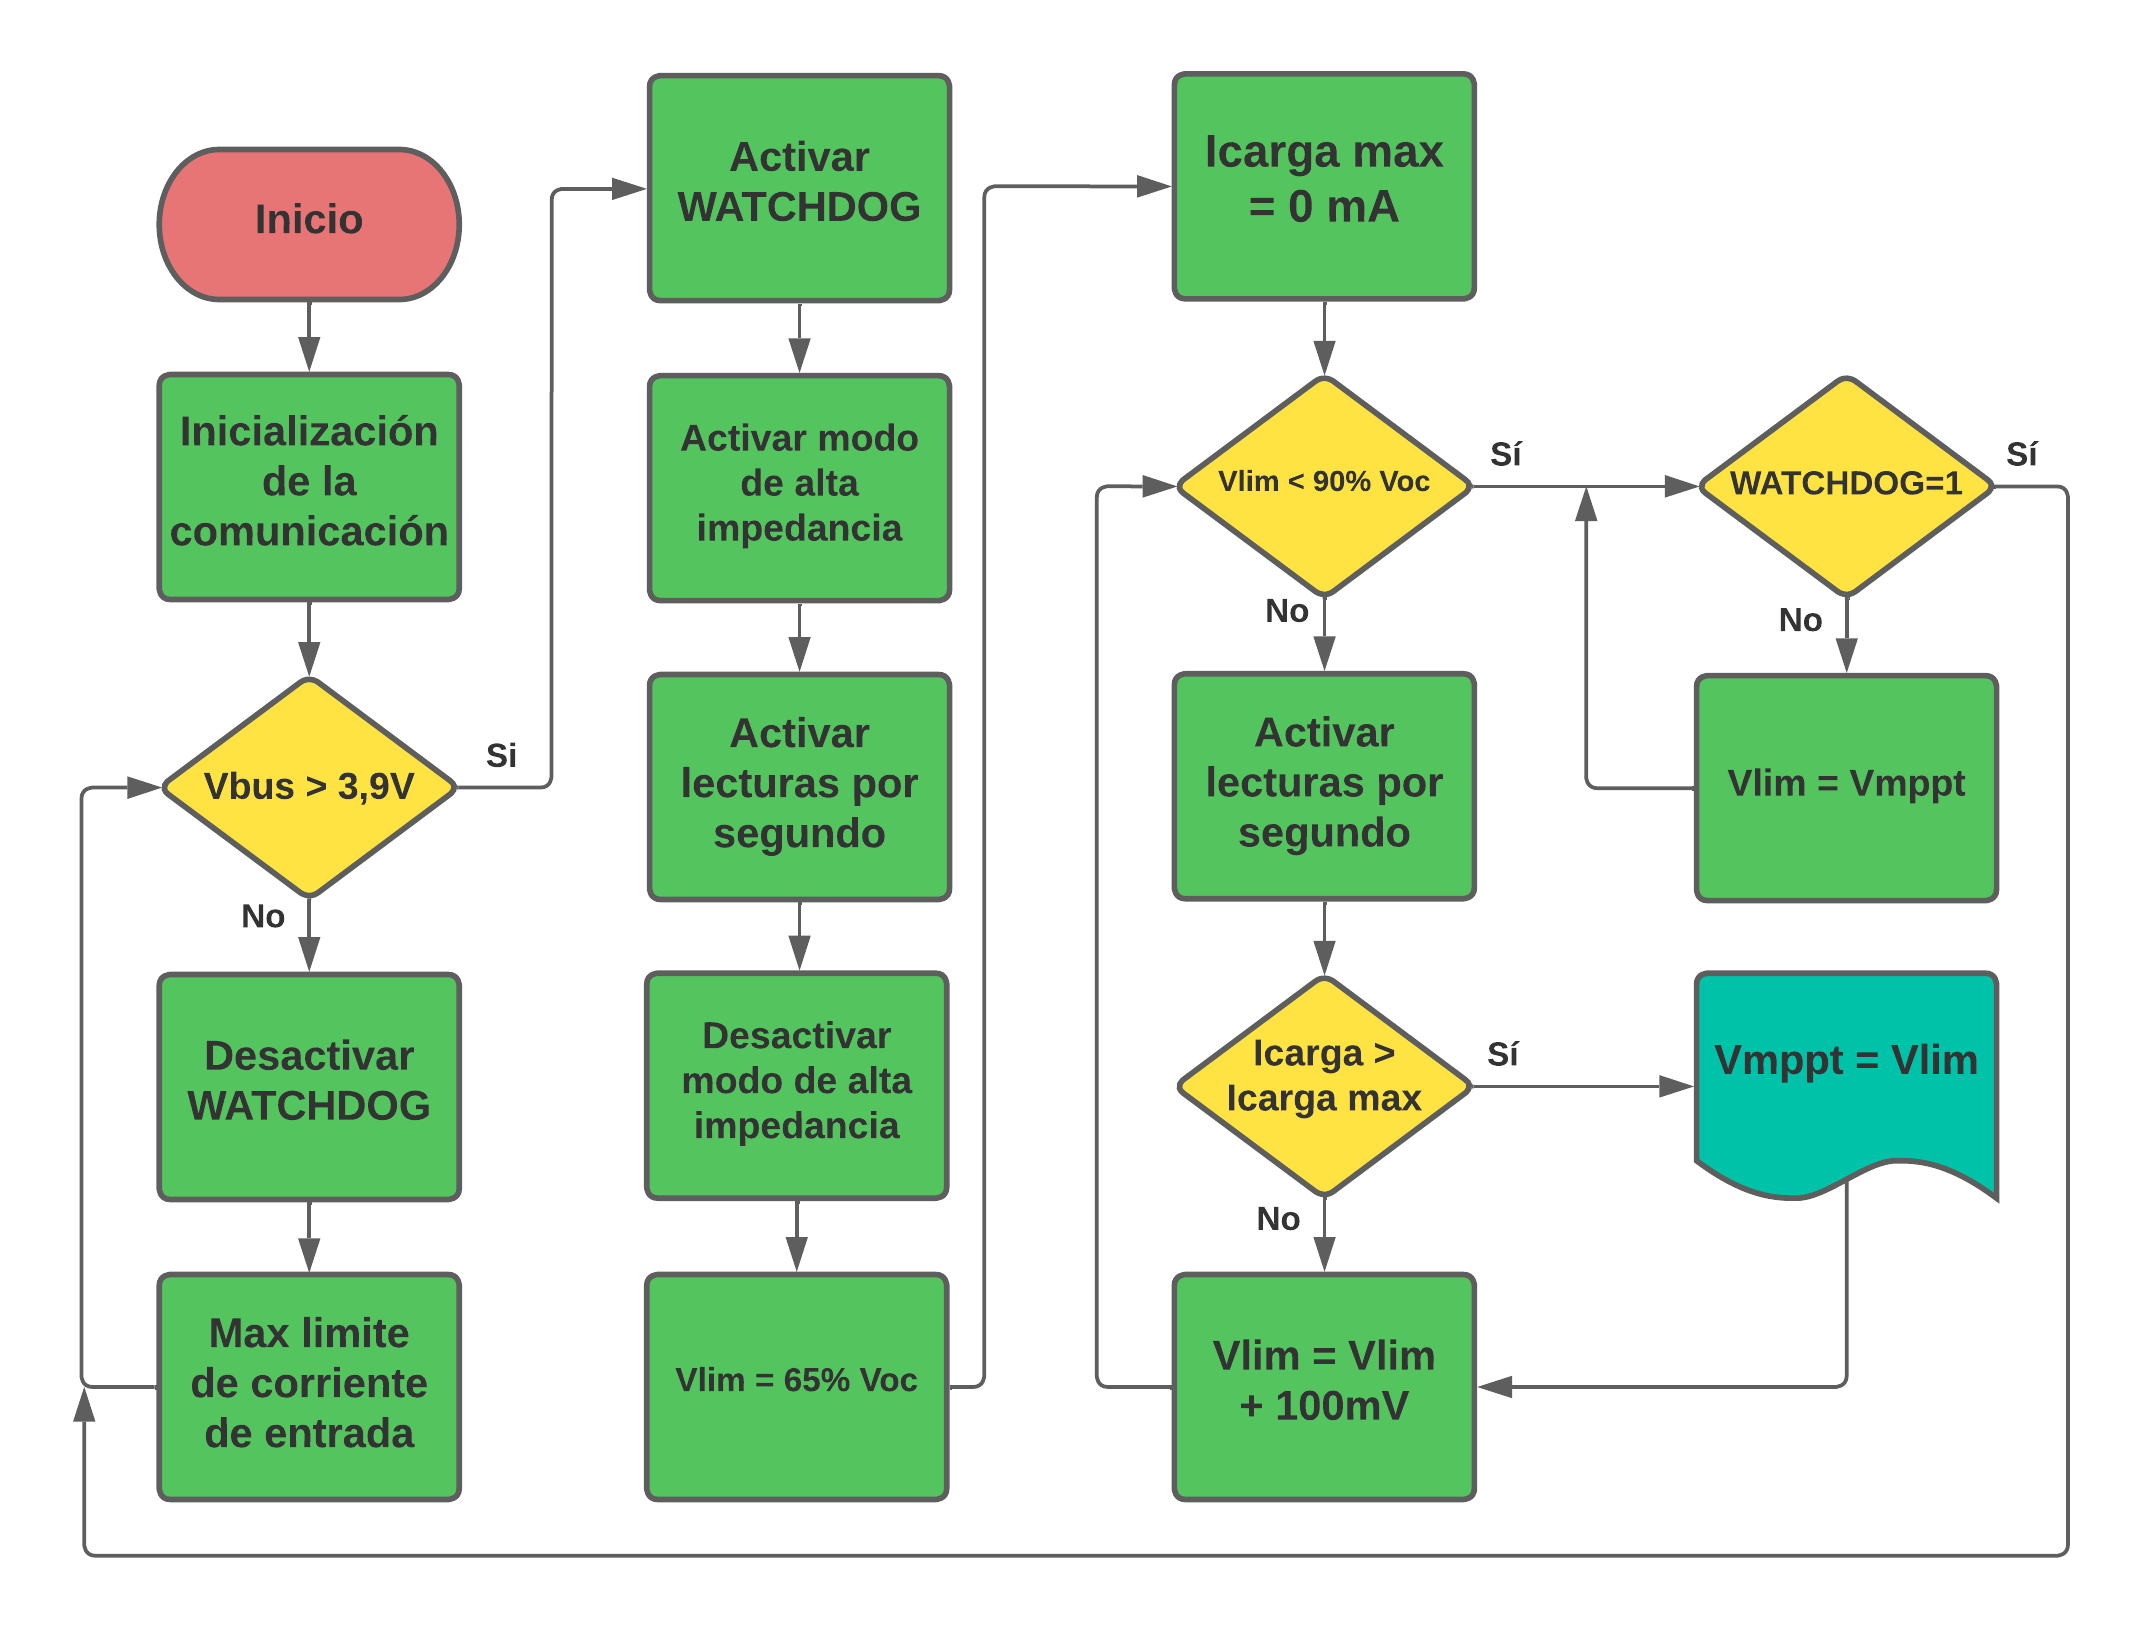 Inicio
Inicialización
de la
comunicación
Vbus > 3,9V
Si
No
Desactivar
WATCHDOG
Max limite
de corriente
de entrada
Activar
WATCHDOG
Activar modo
de alta
impedancia
Activar
lecturas por
segundo
Desactivar
modo de alta
impedancia
Vlim = 65% Voc
Icarga max
= 0 mA
Vlim < 90% Voc
Sí
No
Activar
lecturas por
segundo
Icarga >
Icarga max
Sí
No
Vlim = Vlim
+ 100mV
WATCHDOG=1
Sí
No
Vlim = Vmppt
Vmppt = Vlim